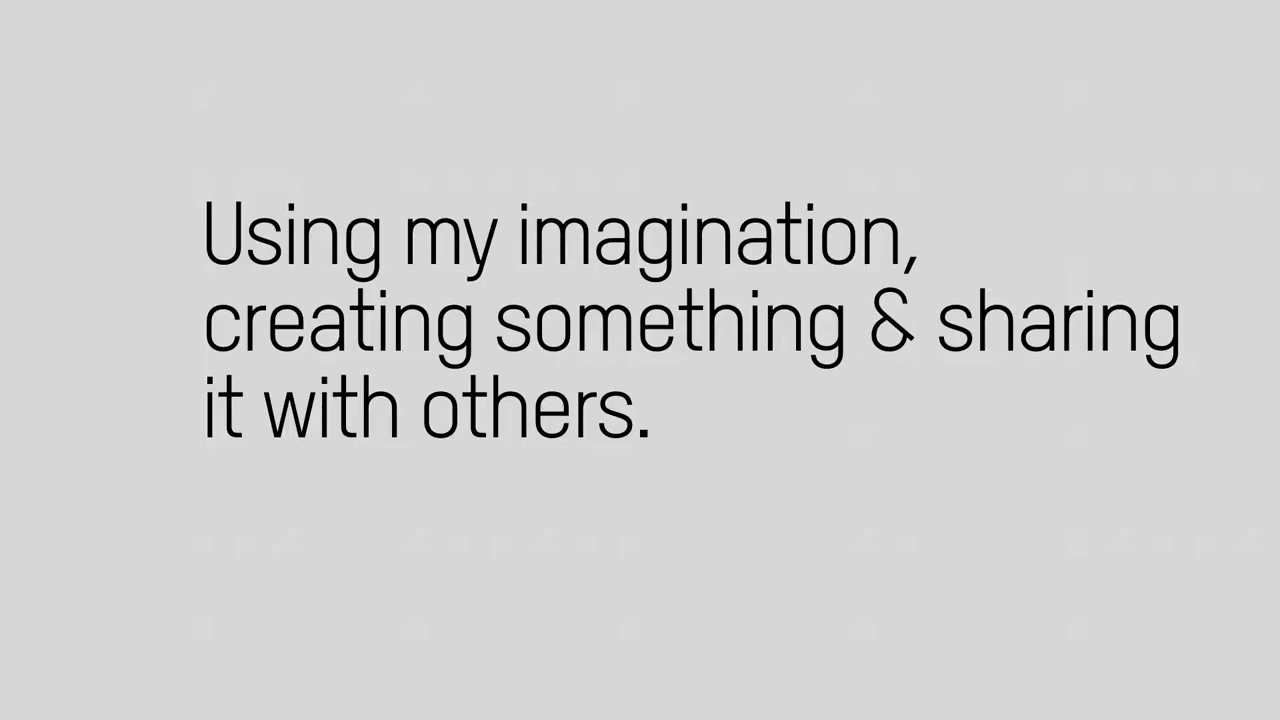 Using my imagination,
creating something & sharing
it with others.